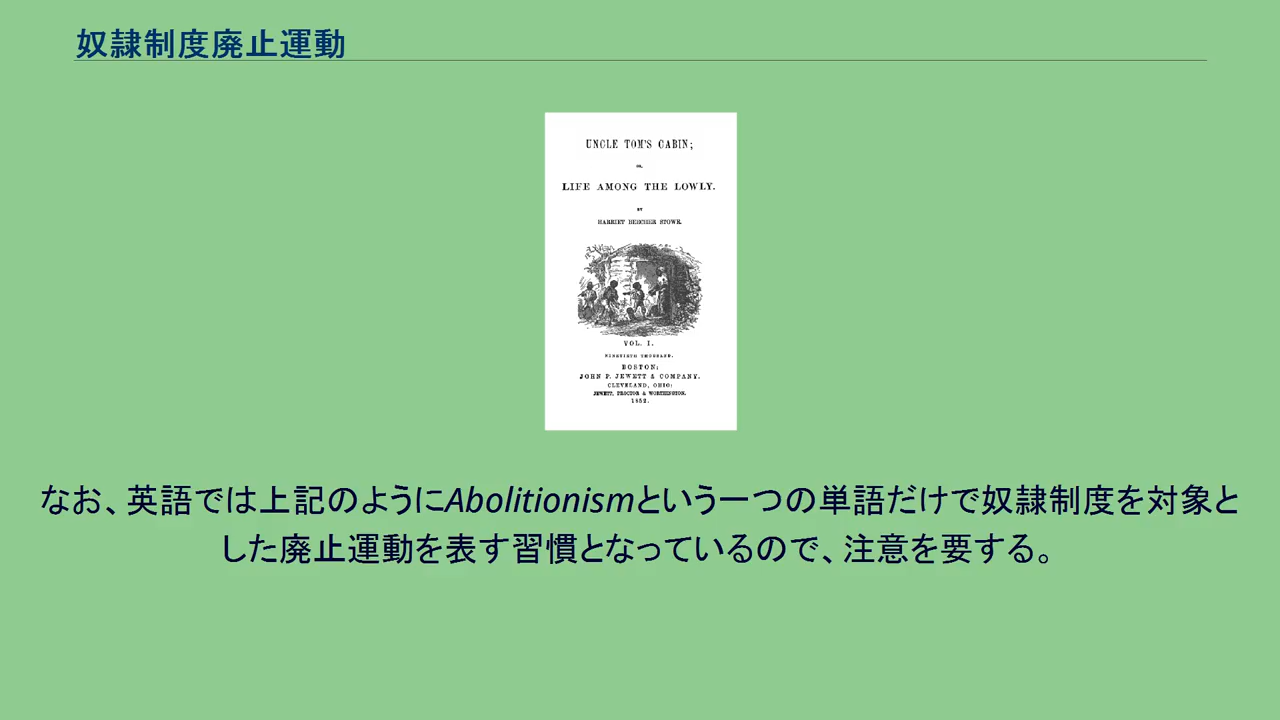 奴隷制度廃止運動
UNCLE TOM'S CABIN;
OR,
LIFE AMONG THE LOWLY.
BY
HARRIET BEECHER STOWE.
VOL. I.
NINETIETH THOUSAND.
BOSTON:
JOHN P. JEWETT & COMPANY.
CLEVELAND, OHIO:
JEWETT, PROCTOR & WORTHINGTON.
1852.
なお、英語では上記のようにAbolitionismという一つの単語だけで奴隷制度を対象と
した廃止運動を表す習慣となっているので、注意を要する。